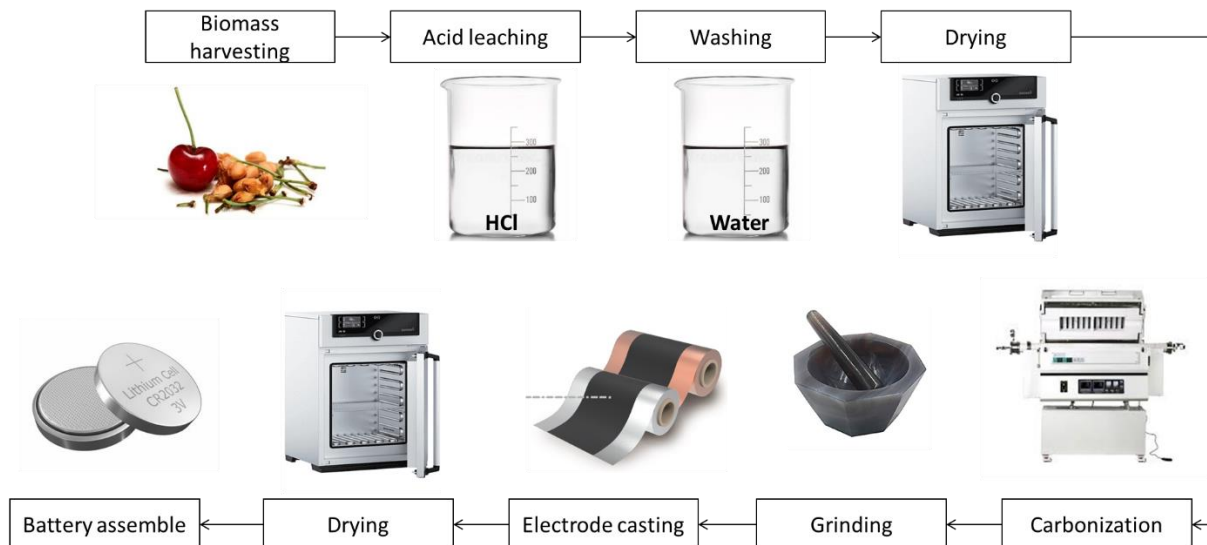 Biomass
harvesting
Acid leaching
Washing
Drying
300
200
100
HCl
300
200
100
Water
+
Lithium Cell
CR2032
3V
Battery assemble
Drying
Electrode casting
Grinding
Carbonization